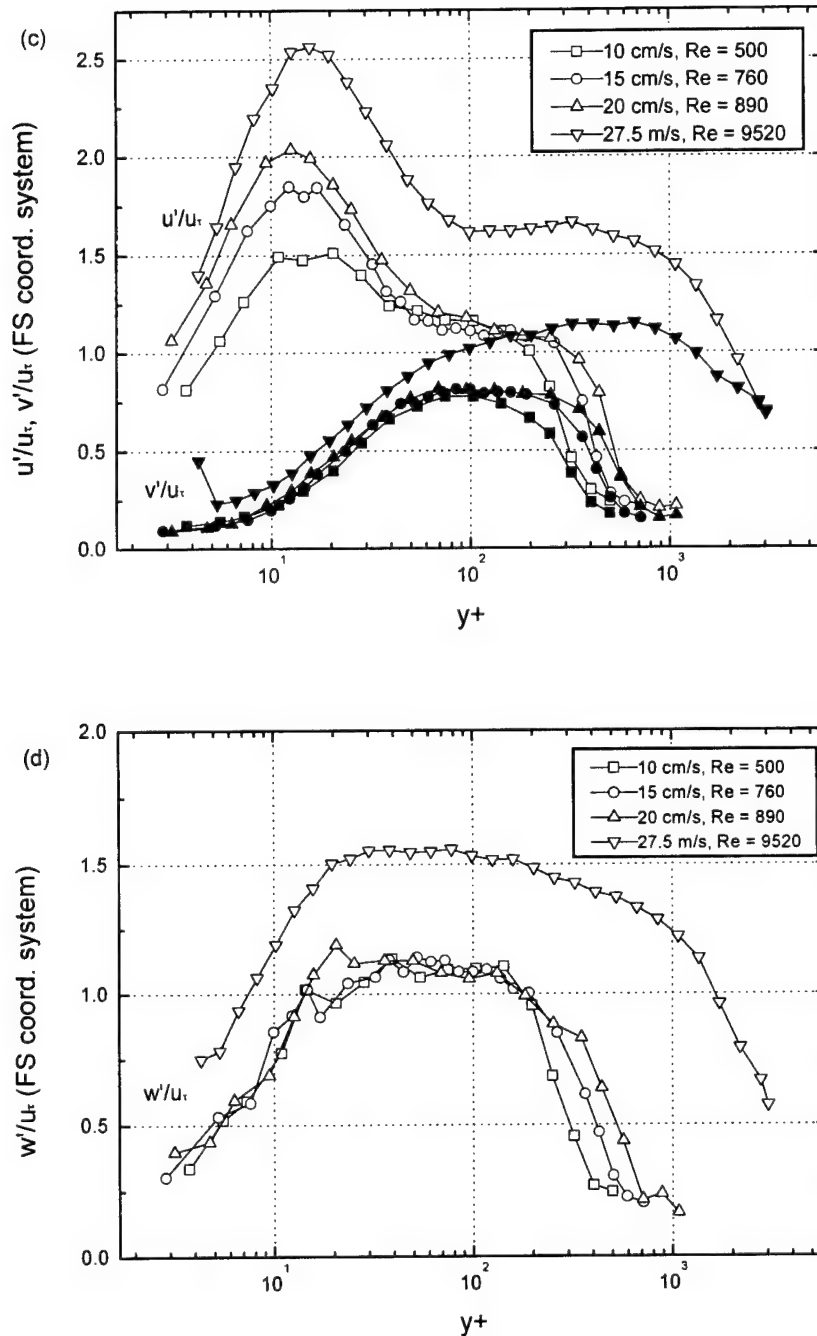 (c)
10 cm/s, Re = 500
15 cm/s, Re = 760
20 cm/s, Re = 890
27.5 m/s, Re = 9520
u'/uτ
v'/uτ
u'/uτ, v'/uτ (FS coord. system)
2.5
2.0
1.5
1.0
0.5
0.0
10¹
10²
10³
y+
(d)
10 cm/s, Re = 500
15 cm/s, Re = 760
20 cm/s, Re = 890
27.5 m/s, Re = 9520
w'/uτ
w'/uτ (FS coord. system)
2.0
1.5
1.0
0.5
0.0
10¹
10²
10³
y+